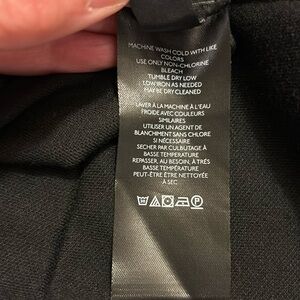 MACHINE WASH COLD WITH LIKE
COLORS
USE ONLY NON-CHLORINE
BLEACH
TUMBLE DRY LOW
LOW IRON AS NEEDED
MAY BE DRY CLEANED
LAVER À LA MACHINE À L'EAU
FROIDE AVEC COULEURS
SIMILAIRES
UTILISER UN AGENT DE
BLANCHIMENT SANS CHLORE
SI NÉCESSAIRE
SECHER PAR CULBUTAGE À
BASSE TEMPERATURE
REPASSER, AU BESOIN, À TRÈS
BASSE TEMPÉRATURE
PEUT-ÊTRE ÊTRE NETTOYÉE
À SEC
P